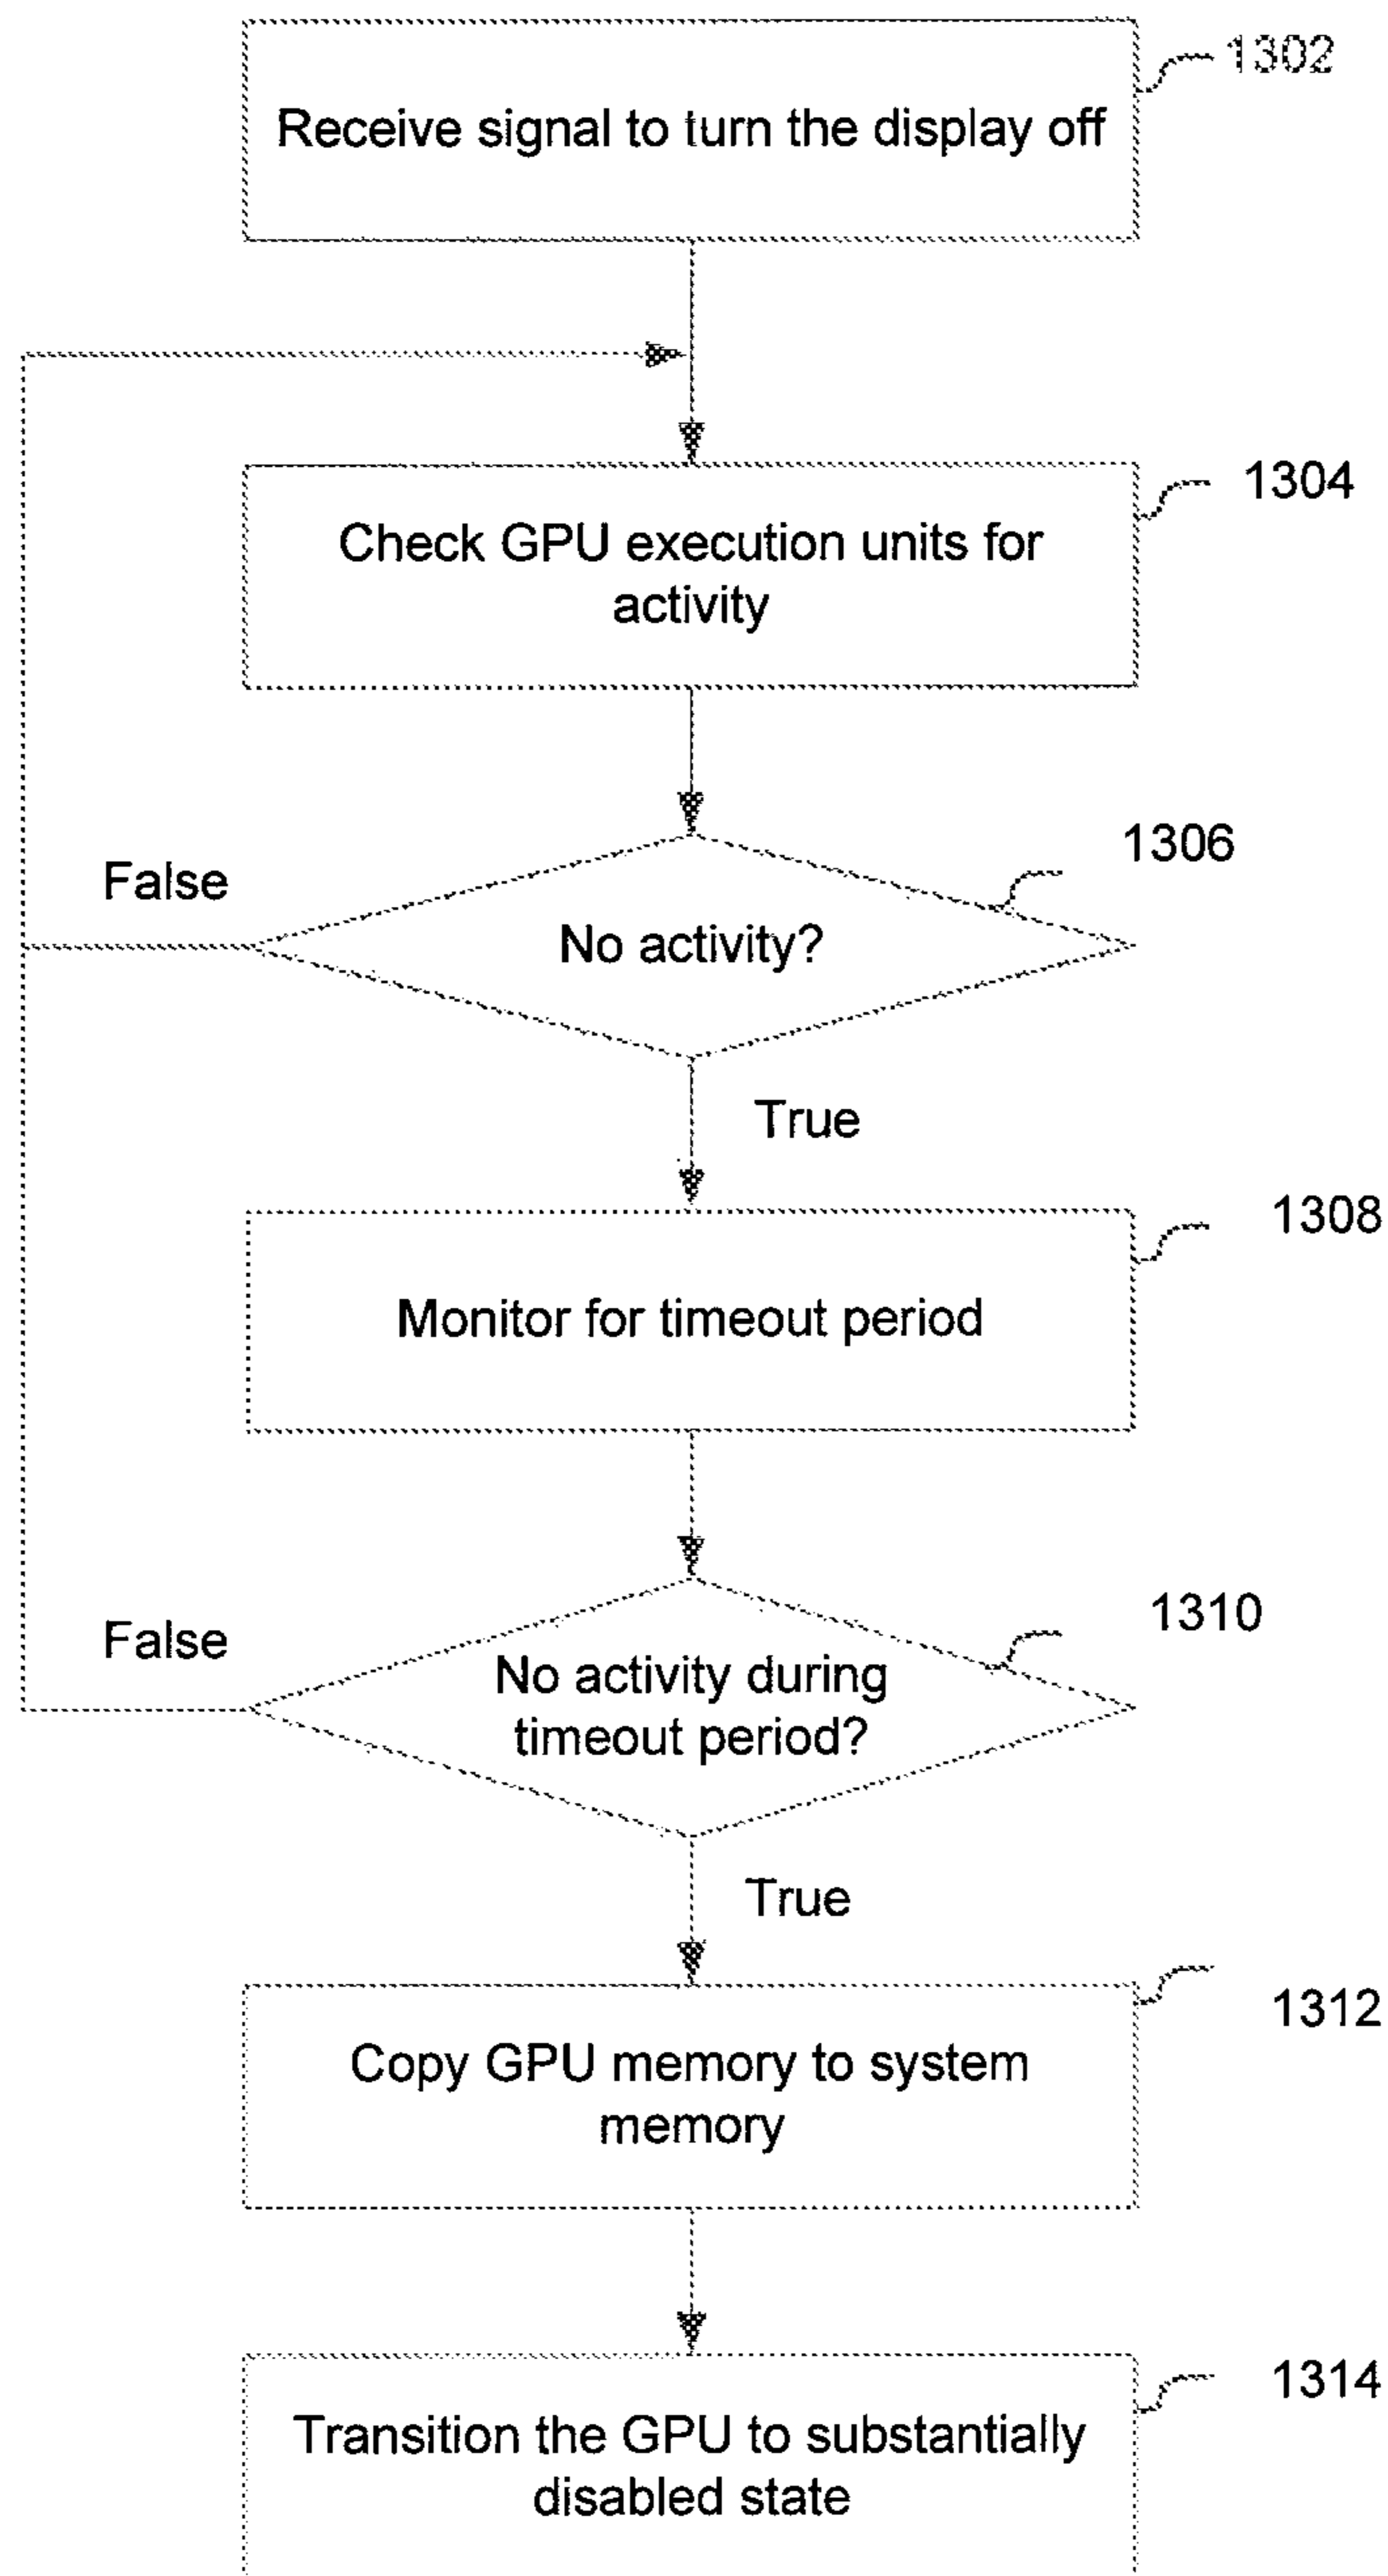 1302
Receive signal to turn the display off
1304
Check GPU execution units for
activity
1306
False
No activity?
True
1308
Monitor for timeout period
1310
False
No activity during
timeout period?
True
1312
Copy GPU memory to system
memory
1314
Transition the GPU to substantially
disabled state